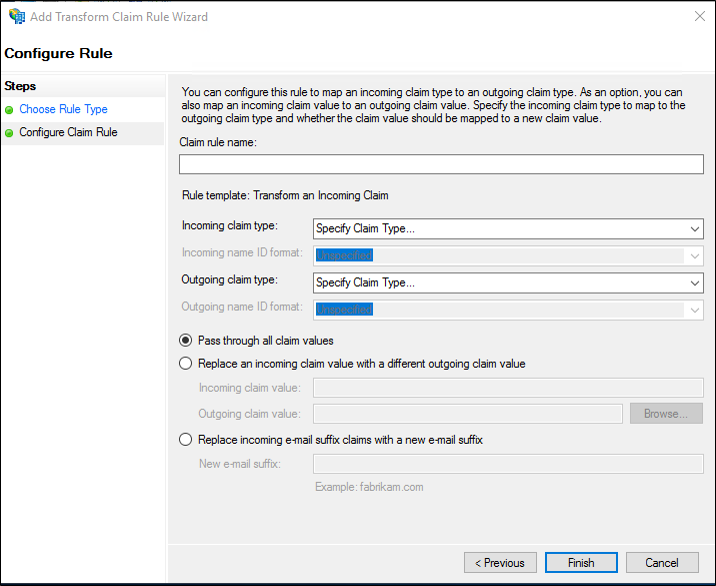 Add Transform Claim Rule Wizard
Configure Rule
Steps
Choose Rule Type
Configure Claim Rule
You can configure this rule to map an incoming claim type to an outgoing claim type. As an option, you can
also map an incoming claim value to an outgoing claim value. Specify the incoming claim type to map to the
outgoing claim type and whether the claim value should be mapped to a new claim value.
Claim rule name:
Rule template: Transform an Incoming Claim
Incoming claim type:
Specify Claim Type...
Incoming name ID format:
Unspecified
Outgoing claim type:
Specify Claim Type...
Outgoing name ID format:
Unspecified
Pass through all claim values
Replace an incoming claim value with a different outgoing claim value
Incoming claim value:
Outgoing claim value:
Browse...
Replace incoming e-mail suffix claims with a new e-mail suffix
New e-mail suffix:
Example: fabrikam.com
< Previous
Finish
Cancel